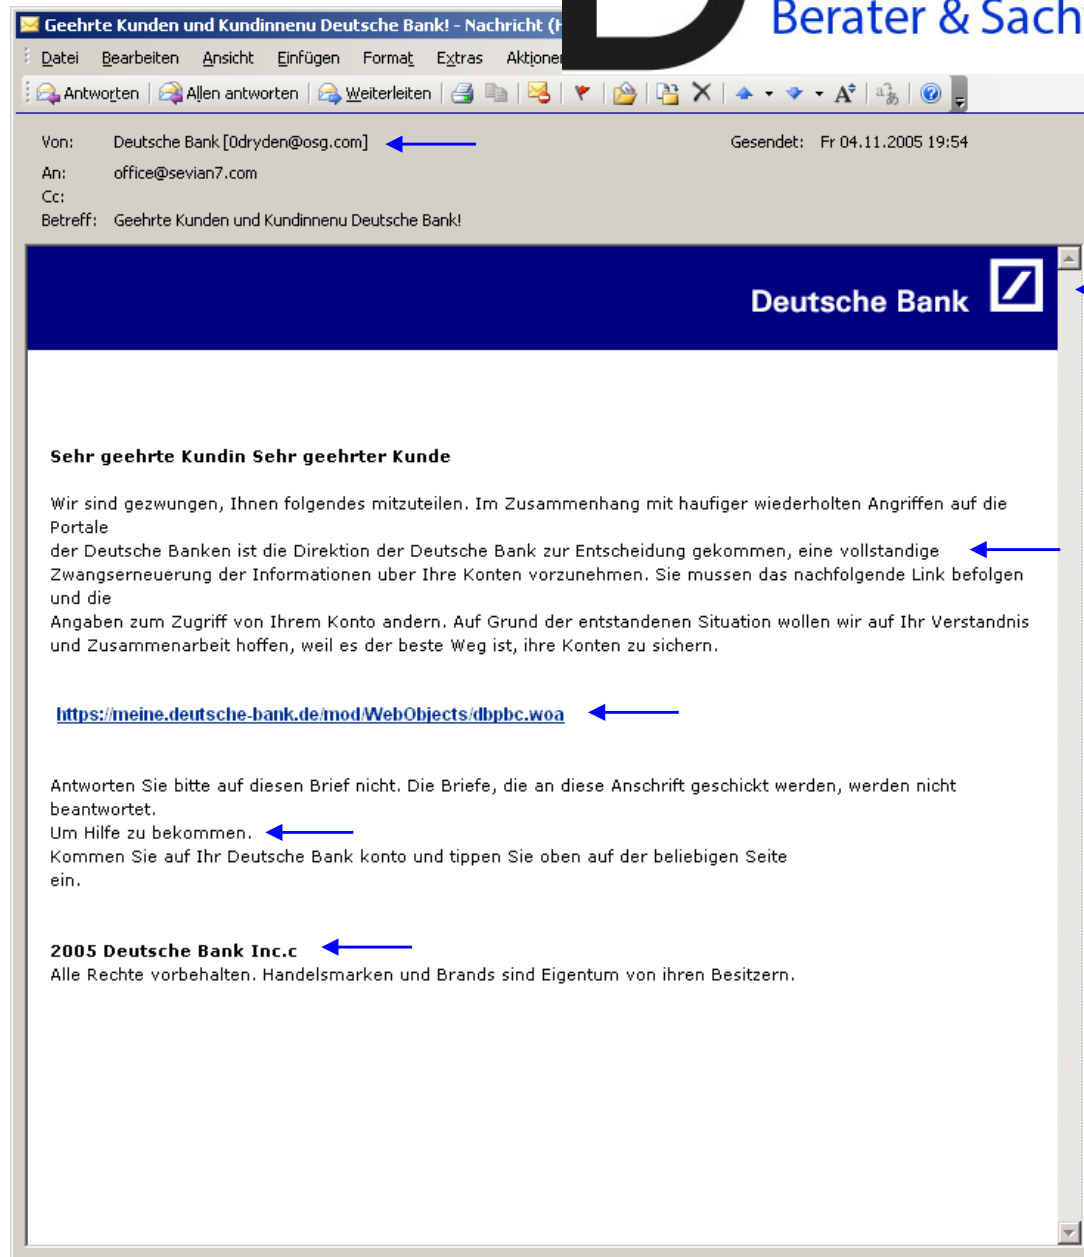 Berater & Sach
Geehrte Kunden und Kundinnenu Deutsche Bank! - Nachricht (H
Datei Bearbeiten Ansicht Einfügen Format Extras Aktionen
Antworten Allen antworten Weiterleiten
Von: Deutsche Bank [0dryden@osg.com] Gesendet: Fr 04.11.2005 19:54
An: office@sevian7.com
Cc:
Betreff: Geehrte Kunden und Kundinnenu Deutsche Bank!
Deutsche Bank
Sehr geehrte Kundin Sehr geehrter Kunde
Wir sind gezwungen, Ihnen folgendes mitzuteilen. Im Zusammenhang mit haufiger wiederholten Angriffen auf die
Portale
der Deutsche Banken ist die Direktion der Deutsche Bank zur Entscheidung gekommen, eine vollstandige
Zwangserneuerung der Informationen uber Ihre Konten vorzunehmen. Sie mussen das nachfolgende Link befolgen
und die
Angaben zum Zugriff von Ihrem Konto andern. Auf Grund der entstandenen Situation wollen wir auf Ihr Verstandnis
und Zusammenarbeit hoffen, weil es der beste Weg ist, ihre Konten zu sichern.
https://meine.deutsche-bank.de/mod/WebObjects/dbpbc.woa
Antworten Sie bitte auf diesen Brief nicht. Die Briefe, die an diese Anschrift geschickt werden, werden nicht
beantwortet.
Um Hilfe zu bekommen.
Kommen Sie auf Ihr Deutsche Bank konto und tippen Sie oben auf der beliebigen Seite
ein.
2005 Deutsche Bank Inc.c
Alle Rechte vorbehalten. Handelsmarken und Brands sind Eigentum von ihren Besitzern.